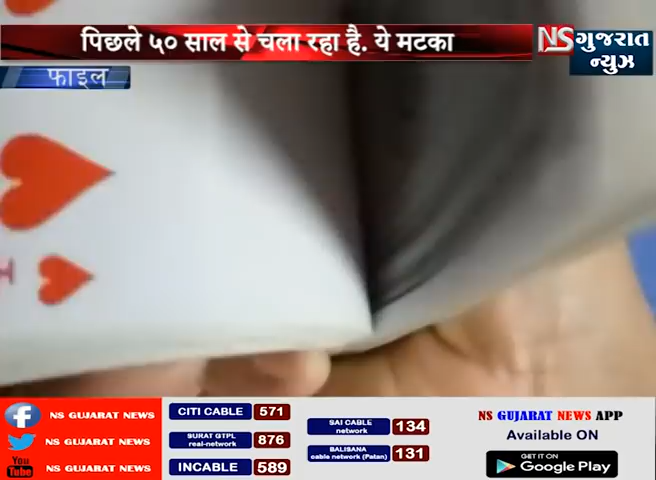 पिछले ५० साल से चला रहा है. ये मटका
NS ગુજરાત
ન્યુઝ
फाइल
NS GUJARAT NEWS
NS GUJARAT NEWS
You Tube NS GUJARAT NEWS
CITI CABLE 571
SURAT GTPL
real-network 876
INCABLE 589
SAI CABLE
network 134
BALISANA
cable network (Patan) 131
NS GUJARAT NEWS APP
Available ON
GET IT ON
Google Play